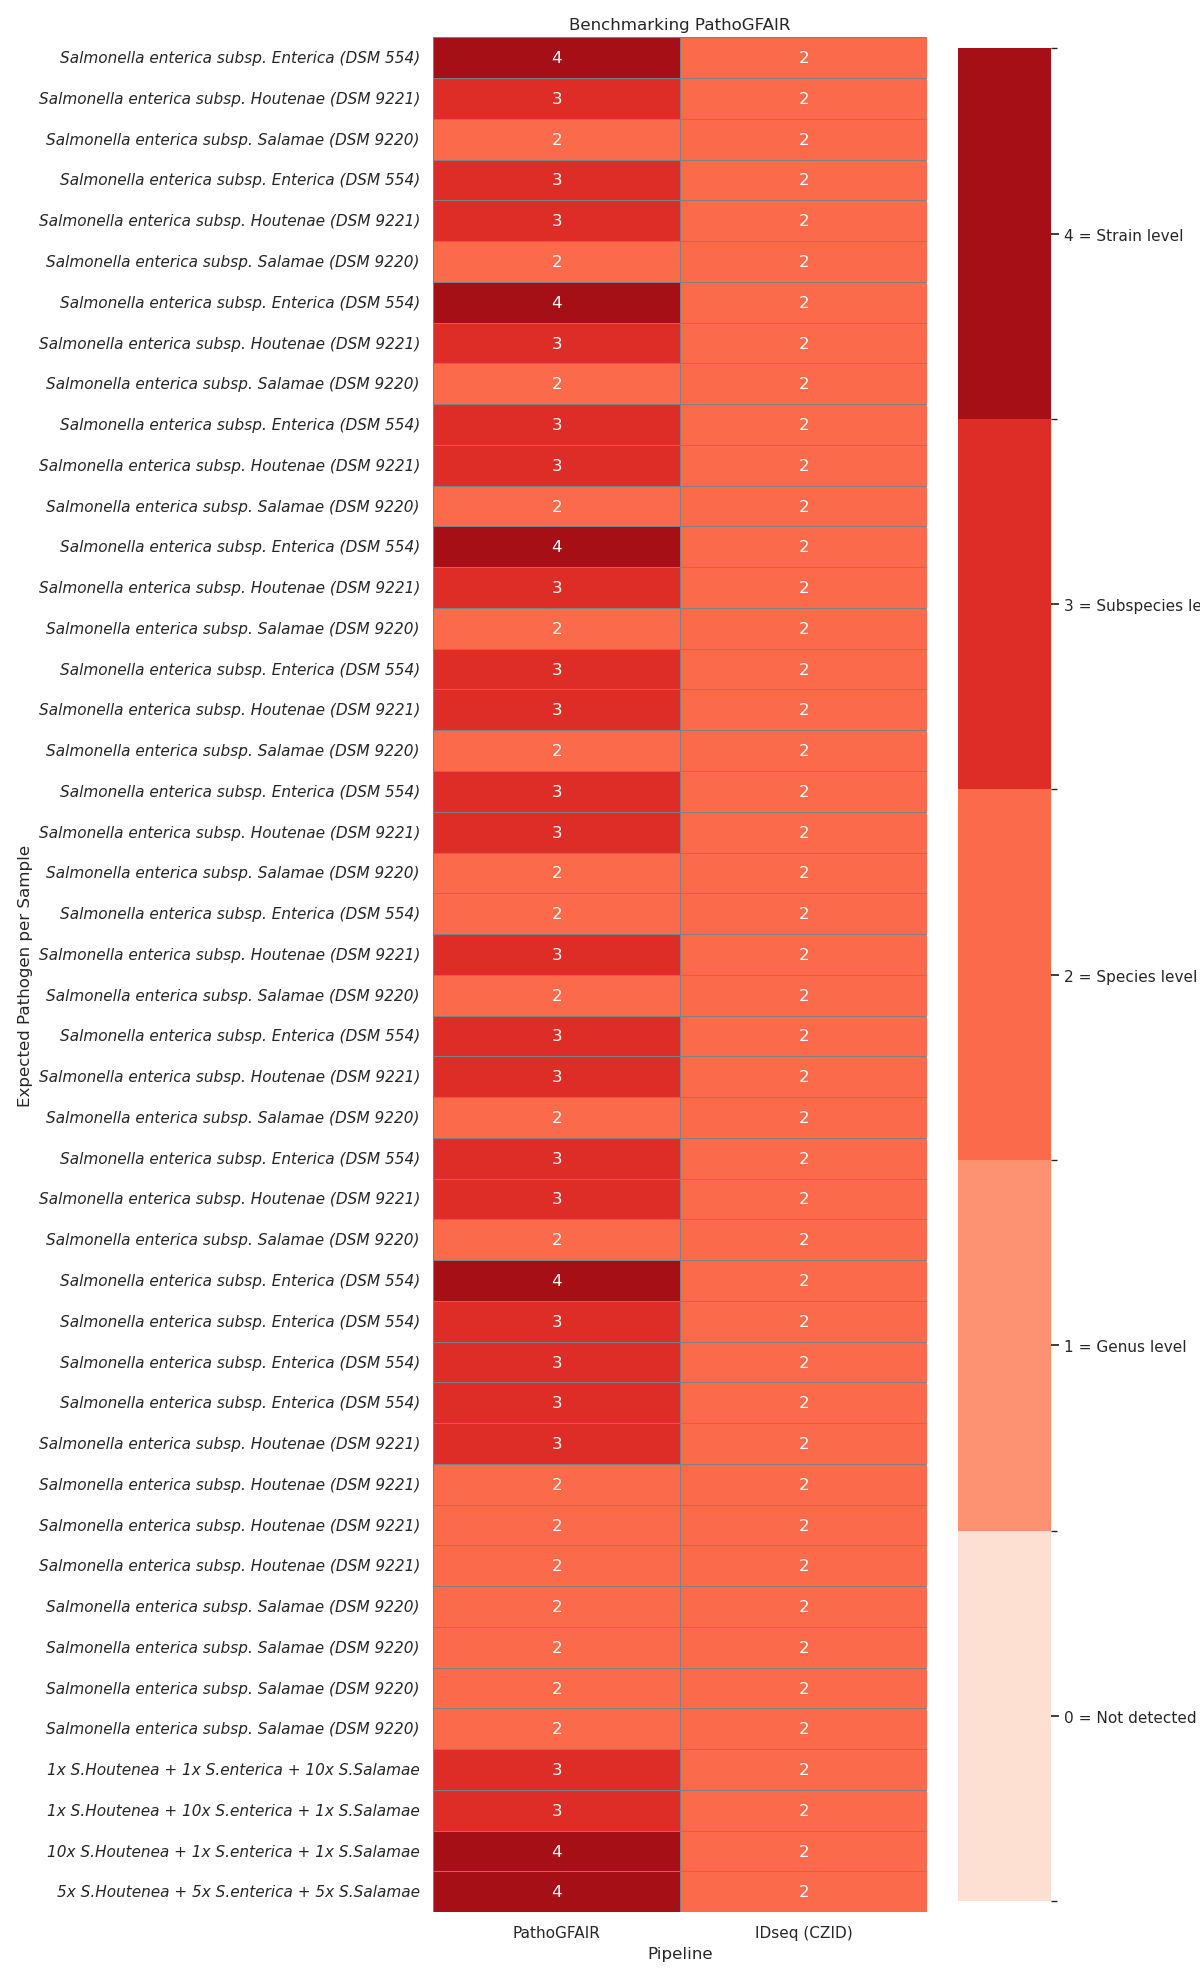 Benchmarking PathoGFAIR
Salmonella enterica subsp. Enterica (DSM 554) 4 2
Salmonella enterica subsp. Houtenae (DSM 9221) 3 2
Salmonella enterica subsp. Salamae (DSM 9220) 2 2
Salmonella enterica subsp. Enterica (DSM 554) 3 2
Salmonella enterica subsp. Houtenae (DSM 9221) 3 2
Salmonella enterica subsp. Salamae (DSM 9220) 2 2
Salmonella enterica subsp. Enterica (DSM 554) 4 2
Salmonella enterica subsp. Houtenae (DSM 9221) 3 2
Salmonella enterica subsp. Salamae (DSM 9220) 2 2
Salmonella enterica subsp. Enterica (DSM 554) 3 2
Salmonella enterica subsp. Houtenae (DSM 9221) 3 2
Salmonella enterica subsp. Salamae (DSM 9220) 2 2
Salmonella enterica subsp. Enterica (DSM 554) 4 2
Salmonella enterica subsp. Houtenae (DSM 9221) 3 2
Salmonella enterica subsp. Salamae (DSM 9220) 2 2
Salmonella enterica subsp. Enterica (DSM 554) 3 2
Salmonella enterica subsp. Houtenae (DSM 9221) 3 2
Salmonella enterica subsp. Salamae (DSM 9220) 2 2
Salmonella enterica subsp. Enterica (DSM 554) 3 2
Salmonella enterica subsp. Houtenae (DSM 9221) 3 2
Salmonella enterica subsp. Salamae (DSM 9220) 2 2
Salmonella enterica subsp. Enterica (DSM 554) 2 2
Salmonella enterica subsp. Houtenae (DSM 9221) 3 2
Salmonella enterica subsp. Salamae (DSM 9220) 2 2
Salmonella enterica subsp. Enterica (DSM 554) 3 2
Salmonella enterica subsp. Houtenae (DSM 9221) 3 2
Salmonella enterica subsp. Salamae (DSM 9220) 2 2
Salmonella enterica subsp. Enterica (DSM 554) 3 2
Salmonella enterica subsp. Houtenae (DSM 9221) 3 2
Salmonella enterica subsp. Salamae (DSM 9220) 2 2
Salmonella enterica subsp. Enterica (DSM 554) 4 2
Salmonella enterica subsp. Enterica (DSM 554) 3 2
Salmonella enterica subsp. Enterica (DSM 554) 3 2
Salmonella enterica subsp. Enterica (DSM 554) 3 2
Salmonella enterica subsp. Houtenae (DSM 9221) 3 2
Salmonella enterica subsp. Houtenae (DSM 9221) 2 2
Salmonella enterica subsp. Houtenae (DSM 9221) 2 2
Salmonella enterica subsp. Houtenae (DSM 9221) 2 2
Salmonella enterica subsp. Salamae (DSM 9220) 2 2
Salmonella enterica subsp. Salamae (DSM 9220) 2 2
Salmonella enterica subsp. Salamae (DSM 9220) 2 2
Salmonella enterica subsp. Salamae (DSM 9220) 2 2
1x S.Houtenea + 1x S.enterica + 10x S.Salamae 3 2
1x S.Houtenea + 10x S.enterica + 1x S.Salamae 3 2
10x S.Houtenea + 1x S.enterica + 1x S.Salamae 4 2
5x S.Houtenea + 5x S.enterica + 5x S.Salamae 4 2
Expected Pathogen per Sample
PathoGFAIR IDseq (CZID)
Pipeline
4 = Strain level
3 = Subspecies le
2 = Species level
1 = Genus level
0 = Not detected